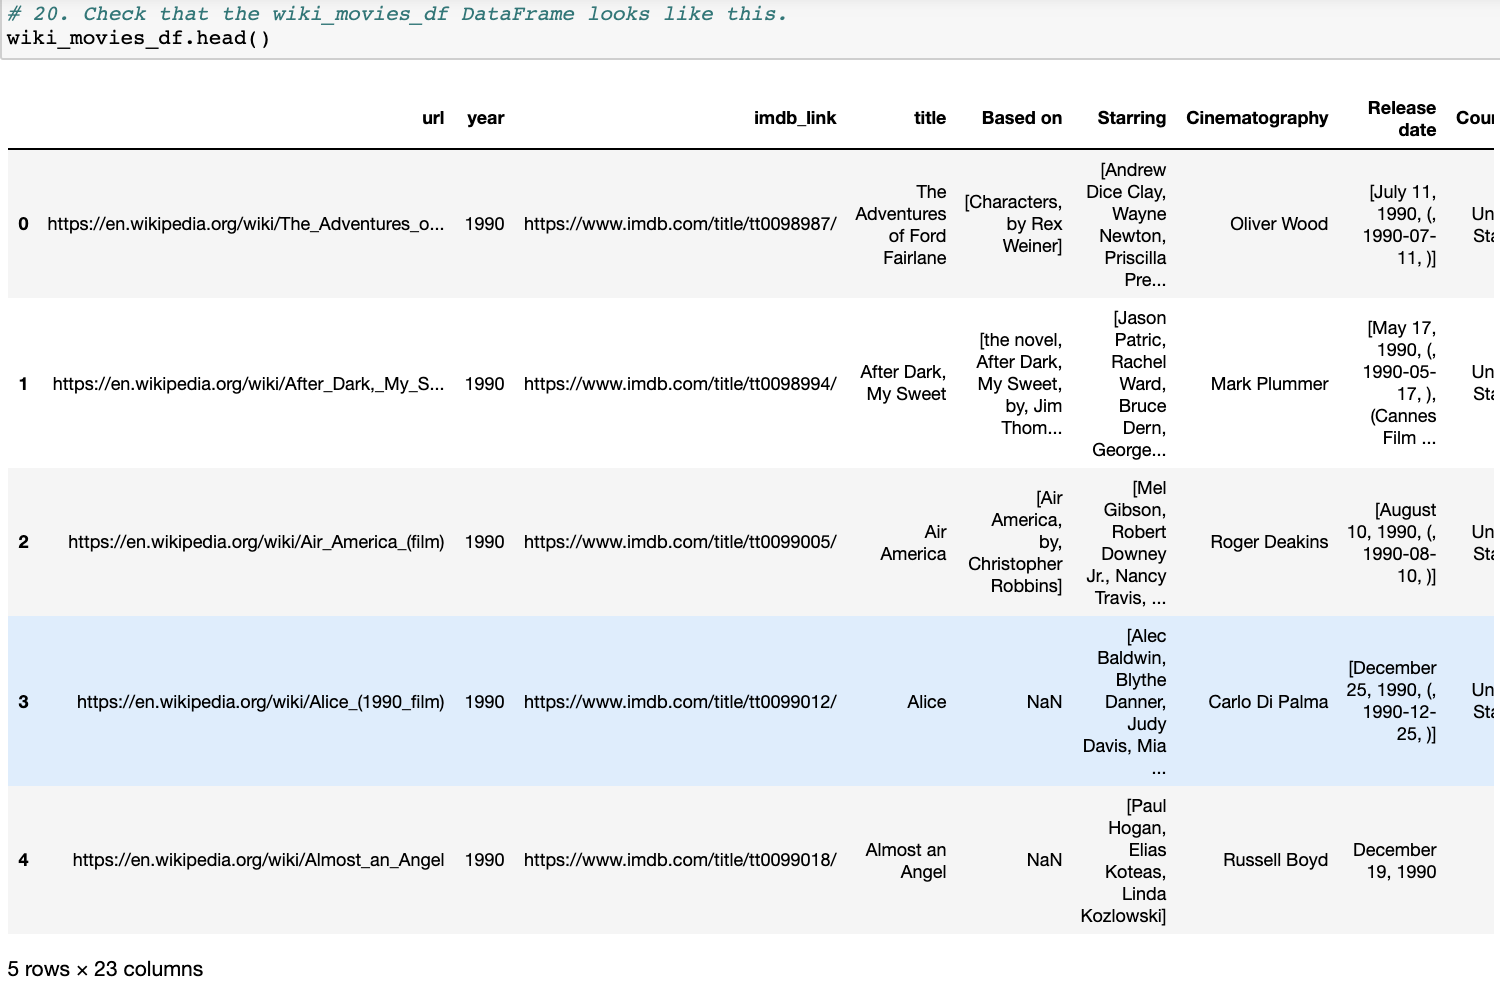 # 20. Check that the wiki_movies_df DataFrame looks like this.
wiki_movies_df.head()
url year imdb_link title Based on Starring Cinematography Release date Coun
0 https://en.wikipedia.org/wiki/The_Adventures_o... 1990 https://www.imdb.com/title/tt0098987/ The Adventures of Ford Fairlane [Characters, by Rex Weiner] [Andrew Dice Clay, Wayne Newton, Priscilla Pre... Oliver Wood [July 11, 1990, (, 1990-07-11, )] Un Sta
1 https://en.wikipedia.org/wiki/After_Dark,_My_S... 1990 https://www.imdb.com/title/tt0098994/ After Dark, My Sweet [the novel, After Dark, My Sweet, by, Jim Thom... [Jason Patric, Rachel Ward, Bruce Dern, George... Mark Plummer [May 17, 1990, (, 1990-05-17, ), (Cannes Film ... Un Sta
2 https://en.wikipedia.org/wiki/Air_America_(film) 1990 https://www.imdb.com/title/tt0099005/ Air America [Air America, by, Christopher Robbins] [Mel Gibson, Robert Downey Jr., Nancy Travis, ... Roger Deakins [August 10, 1990, (, 1990-08-10, )] Un Sta
3 https://en.wikipedia.org/wiki/Alice_(1990_film) 1990 https://www.imdb.com/title/tt0099012/ Alice NaN [Alec Baldwin, Blythe Danner, Judy Davis, Mia ... Carlo Di Palma [December 25, 1990, (, 1990-12-25, )] Un Sta
4 https://en.wikipedia.org/wiki/Almost_an_Angel 1990 https://www.imdb.com/title/tt0099018/ Almost an Angel NaN [Paul Hogan, Elias Koteas, Linda Kozlowski] Russell Boyd December 19, 1990
5 rows × 23 columns